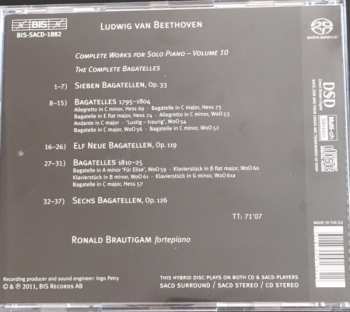 BIS
BIS-SACD-1882
LUDWIG VAN BEETHOVEN
COMPLETE WORKS FOR SOLO PIANO – VOLUME 10
THE COMPLETE BAGATELLES
1–7) SIEBEN BAGATELLEN, OP. 33
8–15) BAGATELLES 1795–1804
Allegretto in C minor, Hess 69 · Bagatelle in C major, Hess 73
Bagatelle in E flat major, Hess 74 · Allegretto in C minor, WoO 53
Andante in C major · 'Lustig – traurig', WoO 54
Bagatelle in C major, WoO 56 · Bagatelle in C minor, WoO 52
16–26) ELF NEUE BAGATELLEN, OP. 119
27–31) BAGATELLES 1810–25
Bagatelle in A minor 'Für Elise', WoO 59 · Klavierstück in B flat major, WoO 60
Klavierstück in B minor, WoO 61 · Klavierstück in G minor, WoO 61a
Bagatelle in C major, Hess 57
32–37) SECHS BAGATELLEN, OP. 126
TT: 71'07
RONALD BRAUTIGAM fortepiano
Recording producer and sound engineer: Ingo Petry
℗ & © 2011, BIS RECORDS AB
THIS HYBRID DISC PLAYS ON BOTH CD & SACD PLAYERS
SACD SURROUND / SACD STEREO / CD STEREO
DSD